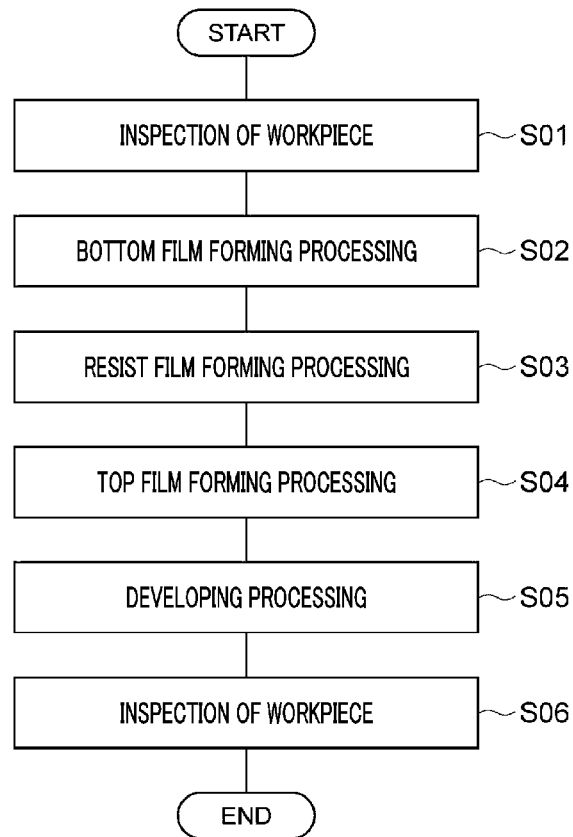 START
INSPECTION OF WORKPIECE S01
BOTTOM FILM FORMING PROCESSING S02
RESIST FILM FORMING PROCESSING S03
TOP FILM FORMING PROCESSING S04
DEVELOPING PROCESSING S05
INSPECTION OF WORKPIECE S06
END